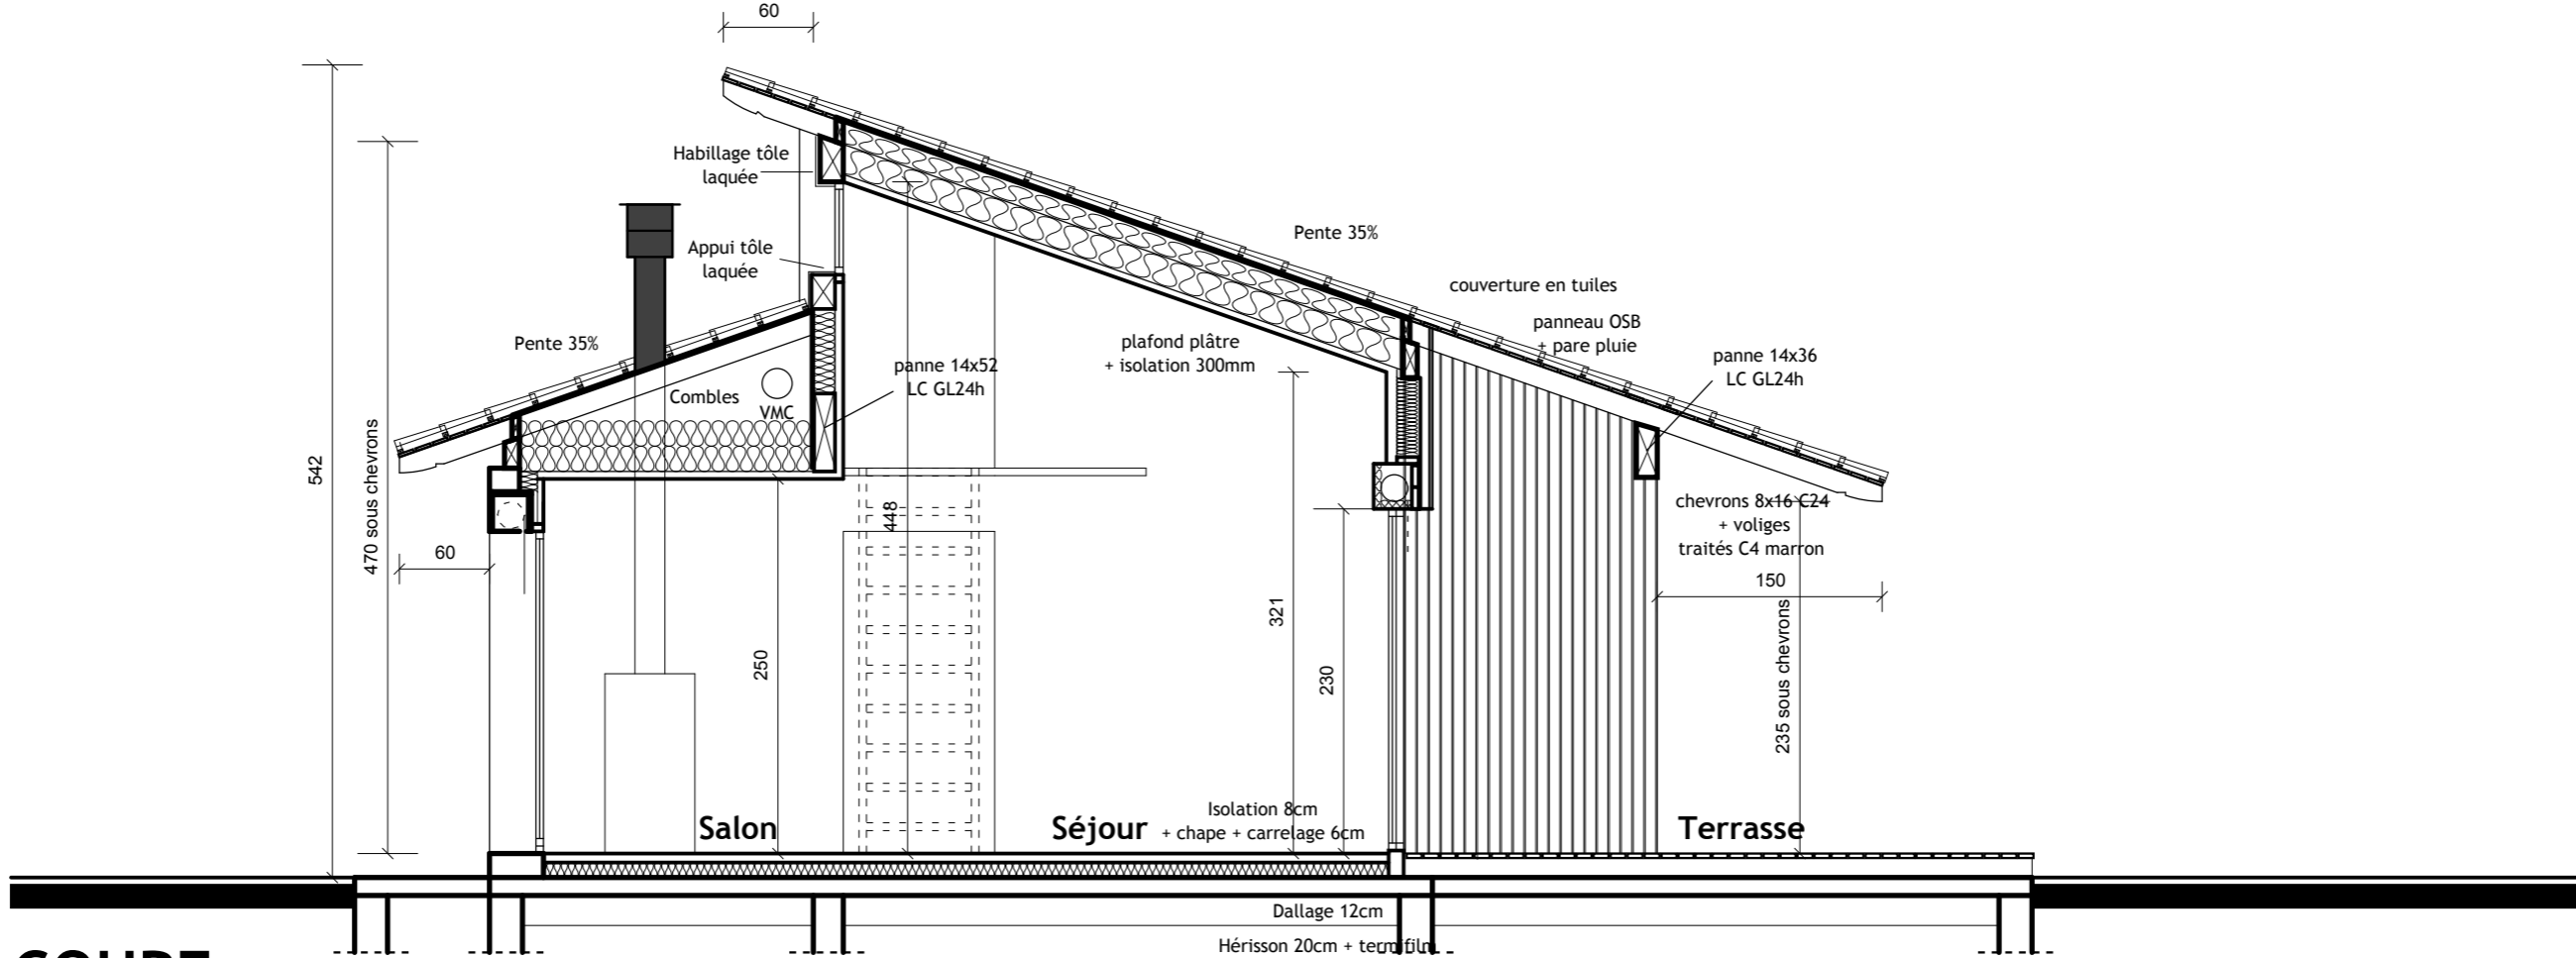 60
Habillage tôle
laquée
Appui tôle
laquée
Pente 35%
Pente 35%
couverture en tuiles
panneau OSB
+ pare pluie
plafond plâtre
+ isolation 300mm
panne 14x36
LC GL24h
panne 14x52
LC GL24h
Combles
VMC
542
470 sous chevrons
448
chevrons 8x16 C24
+ voliges
traités C4 marron
60
150
250
321
230
235 sous chevrons
Isolation 8cm
+ chape + carrelage 6cm
Salon
Séjour
Terrasse
Dallage 12cm
Hérisson 20cm + termifilm
COUPE